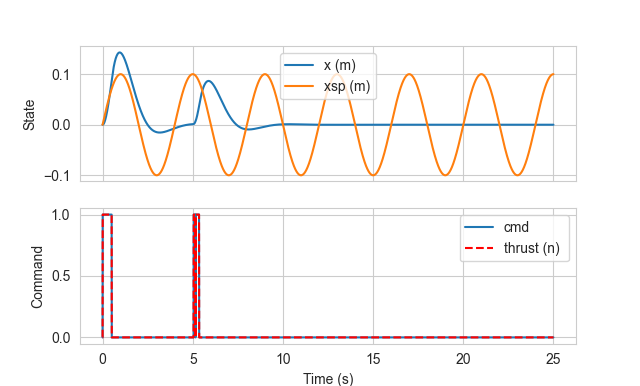 0.1
0.0
−0.1
State
x (m)
xsp (m)
1.0
0.5
0.0
Command
cmd
thrust (n)
0 5 10 15 20 25
Time (s)